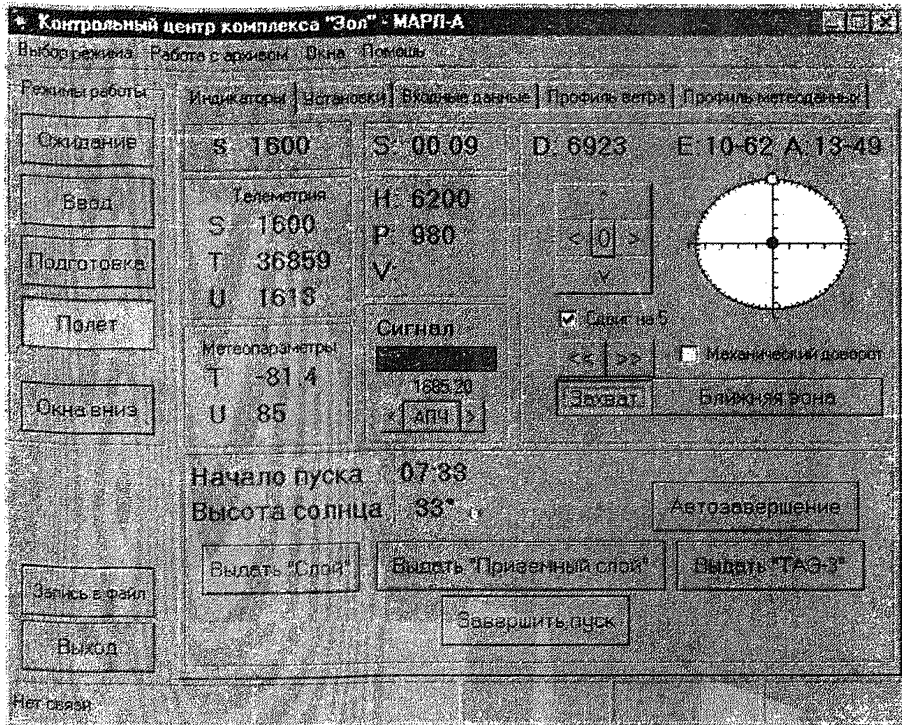 Контрольный центр комплекса "Зол" - МАРЛ-А
Выбор режима Работа с архивом Окна Помощь
Режимы работы
Ожидание
Ввод
Подготовка
Полет
Окна вниз
Запись в файл
Выход
Индикаторы Установки Входные данные Профиль ветра Профиль метеоданных
s 1600 S 00:09 D: 6923 E: 10-62 A: 13-49
Телеметрия
S 1600
T 36859
U 1613
H: 6200
P: 980
V:
^
< 0 >
v
Сдвиг на 5
<< >>
Механический доворот
Захват
Ближняя зона
Метеопараметры
T -81.4
U 85
Сигнал
1685.20
< АПЧ >
Начало пуска 07:33
Высота солнца 33°
Автозавершение
Выдать "Слой" Выдать "Приземный слой" Выдать "ТАЭ-3"
Завершить пуск
Нет связи